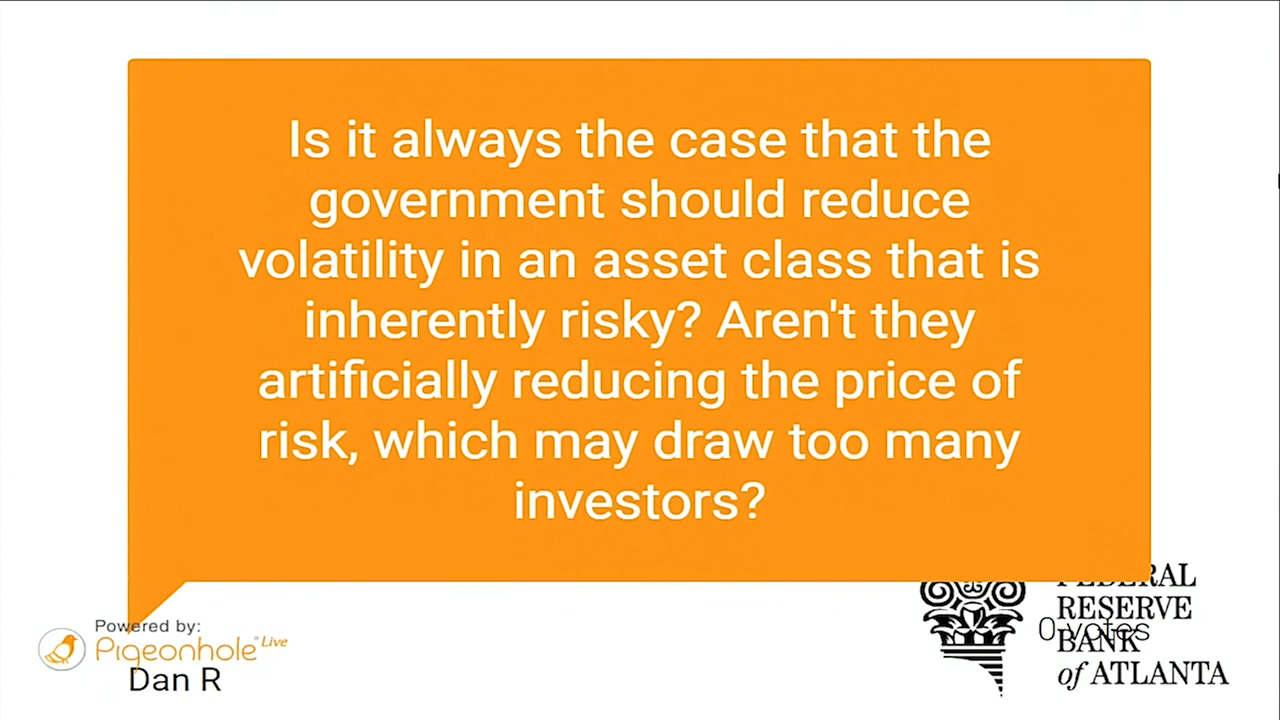 Is it always the case that the
government should reduce
volatility in an asset class that is
inherently risky? Aren't they
artificially reducing the price of
risk, which may draw too many
investors?
FEDERAL
RESERVE
0 votes
BANK
of ATLANTA
Powered by:
Pigeonhole Live
Dan R